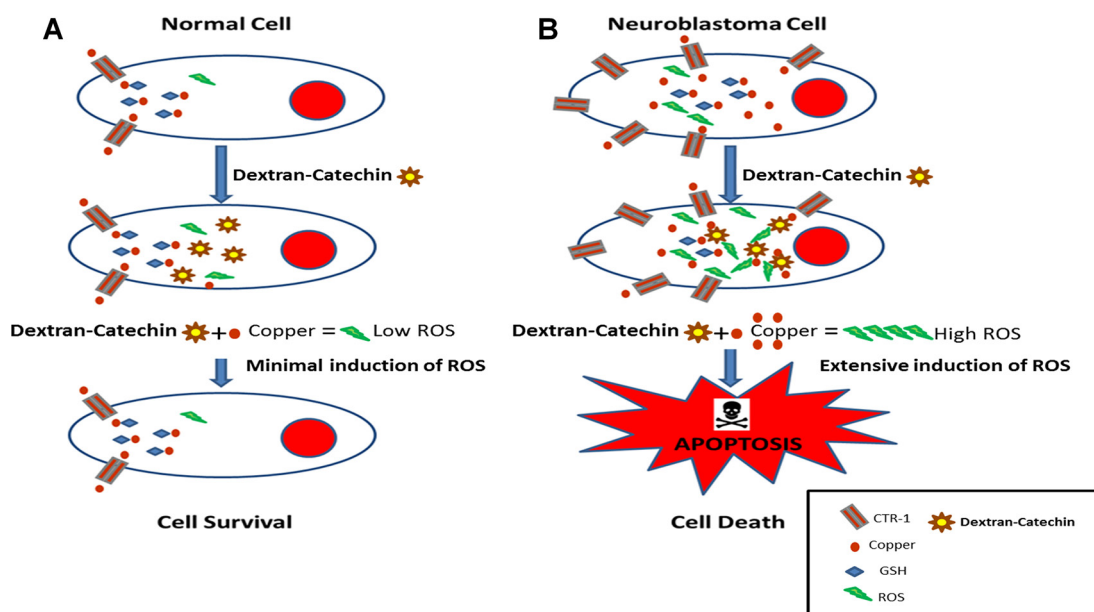 A
Normal Cell
Dextran-Catechin
Dextran-Catechin + Copper = Low ROS
Minimal induction of ROS
Cell Survival
B
Neuroblastoma Cell
Dextran-Catechin
Dextran-Catechin + Copper = High ROS
Extensive induction of ROS
APOPTOSIS
Cell Death
CTR-1
Dextran-Catechin
Copper
GSH
ROS